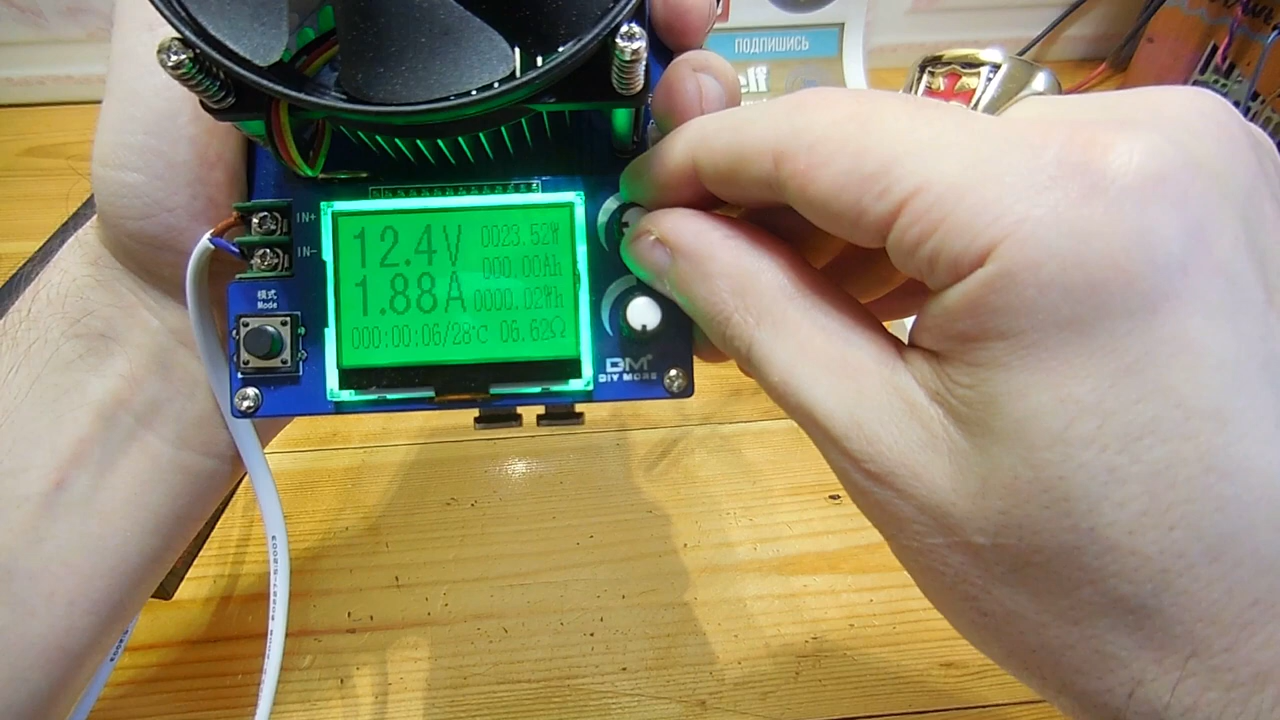 ПОДПИШИСЬ
elf
IN+
IN-
12.4V
0023.52W
000.00Ah
1.88A
0000.02Wh
000:00:06/28℃ 06.62Ω
模式
Mode
DM
DIY MORE